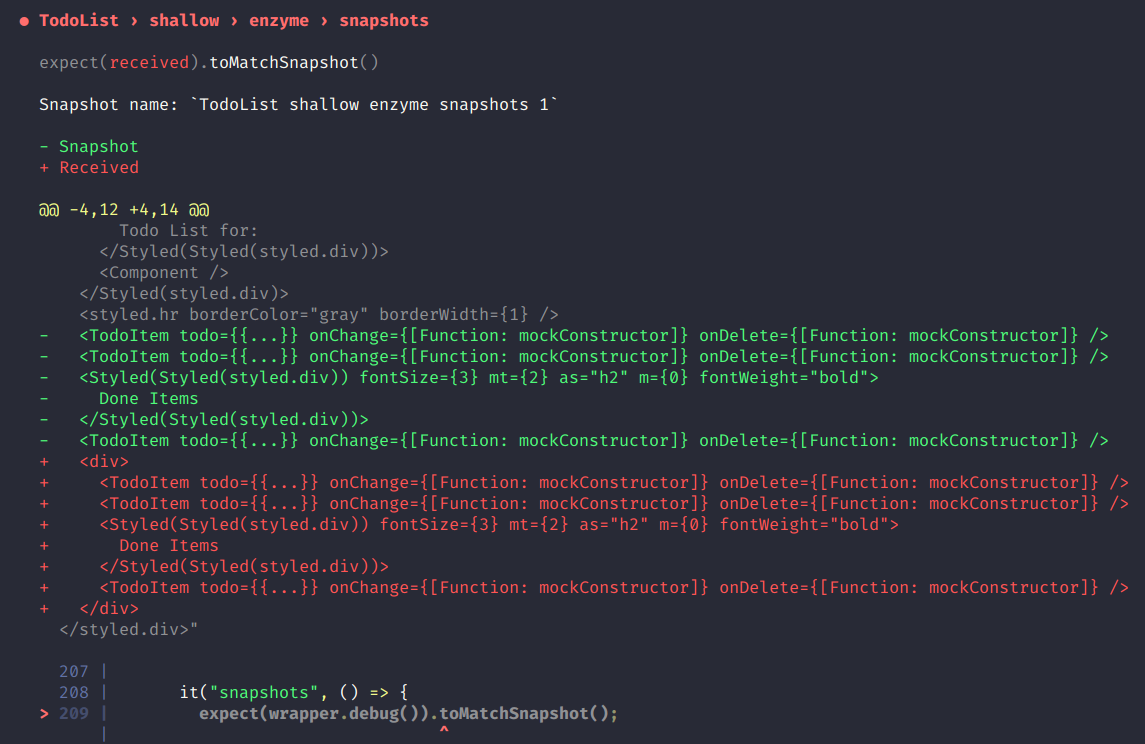 ● TodoList › shallow › enzyme › snapshots
expect(received).toMatchSnapshot()
Snapshot name: `TodoList shallow enzyme snapshots 1`
- Snapshot
+ Received
@@ -4,12 +4,14 @@
        Todo List for:
      </Styled(Styled(styled.div))>
      <Component />
    </Styled(styled.div)>
    <styled.hr borderColor="gray" borderWidth={1} />
-   <TodoItem todo={{...}} onChange={[Function: mockConstructor]} onDelete={[Function: mockConstructor]} />
-   <TodoItem todo={{...}} onChange={[Function: mockConstructor]} onDelete={[Function: mockConstructor]} />
-   <Styled(Styled(styled.div)) fontSize={3} mt={2} as="h2" m={0} fontWeight="bold">
-     Done Items
-   </Styled(Styled(styled.div))>
-   <TodoItem todo={{...}} onChange={[Function: mockConstructor]} onDelete={[Function: mockConstructor]} />
+   <div>
+     <TodoItem todo={{...}} onChange={[Function: mockConstructor]} onDelete={[Function: mockConstructor]} />
+     <TodoItem todo={{...}} onChange={[Function: mockConstructor]} onDelete={[Function: mockConstructor]} />
+     <Styled(Styled(styled.div)) fontSize={3} mt={2} as="h2" m={0} fontWeight="bold">
+       Done Items
+     </Styled(Styled(styled.div))>
+     <TodoItem todo={{...}} onChange={[Function: mockConstructor]} onDelete={[Function: mockConstructor]} />
+   </div>
  </styled.div>"
  207 |
  208 |       it("snapshots", () => {
> 209 |         expect(wrapper.debug()).toMatchSnapshot();
      |                                 ^